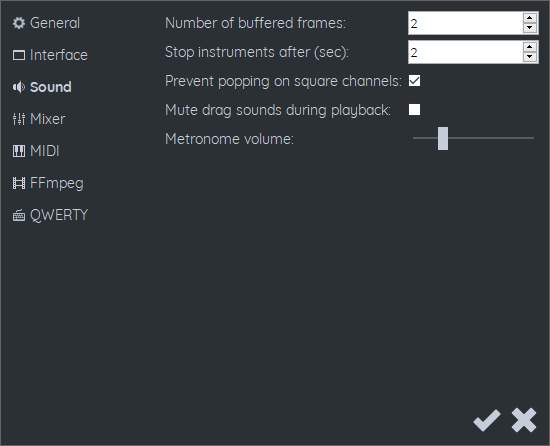 General
Interface
Sound
Mixer
MIDI
FFmpeg
QWERTY
Number of buffered frames: 2
Stop instruments after (sec): 2
Prevent popping on square channels:
Mute drag sounds during playback:
Metronome volume: